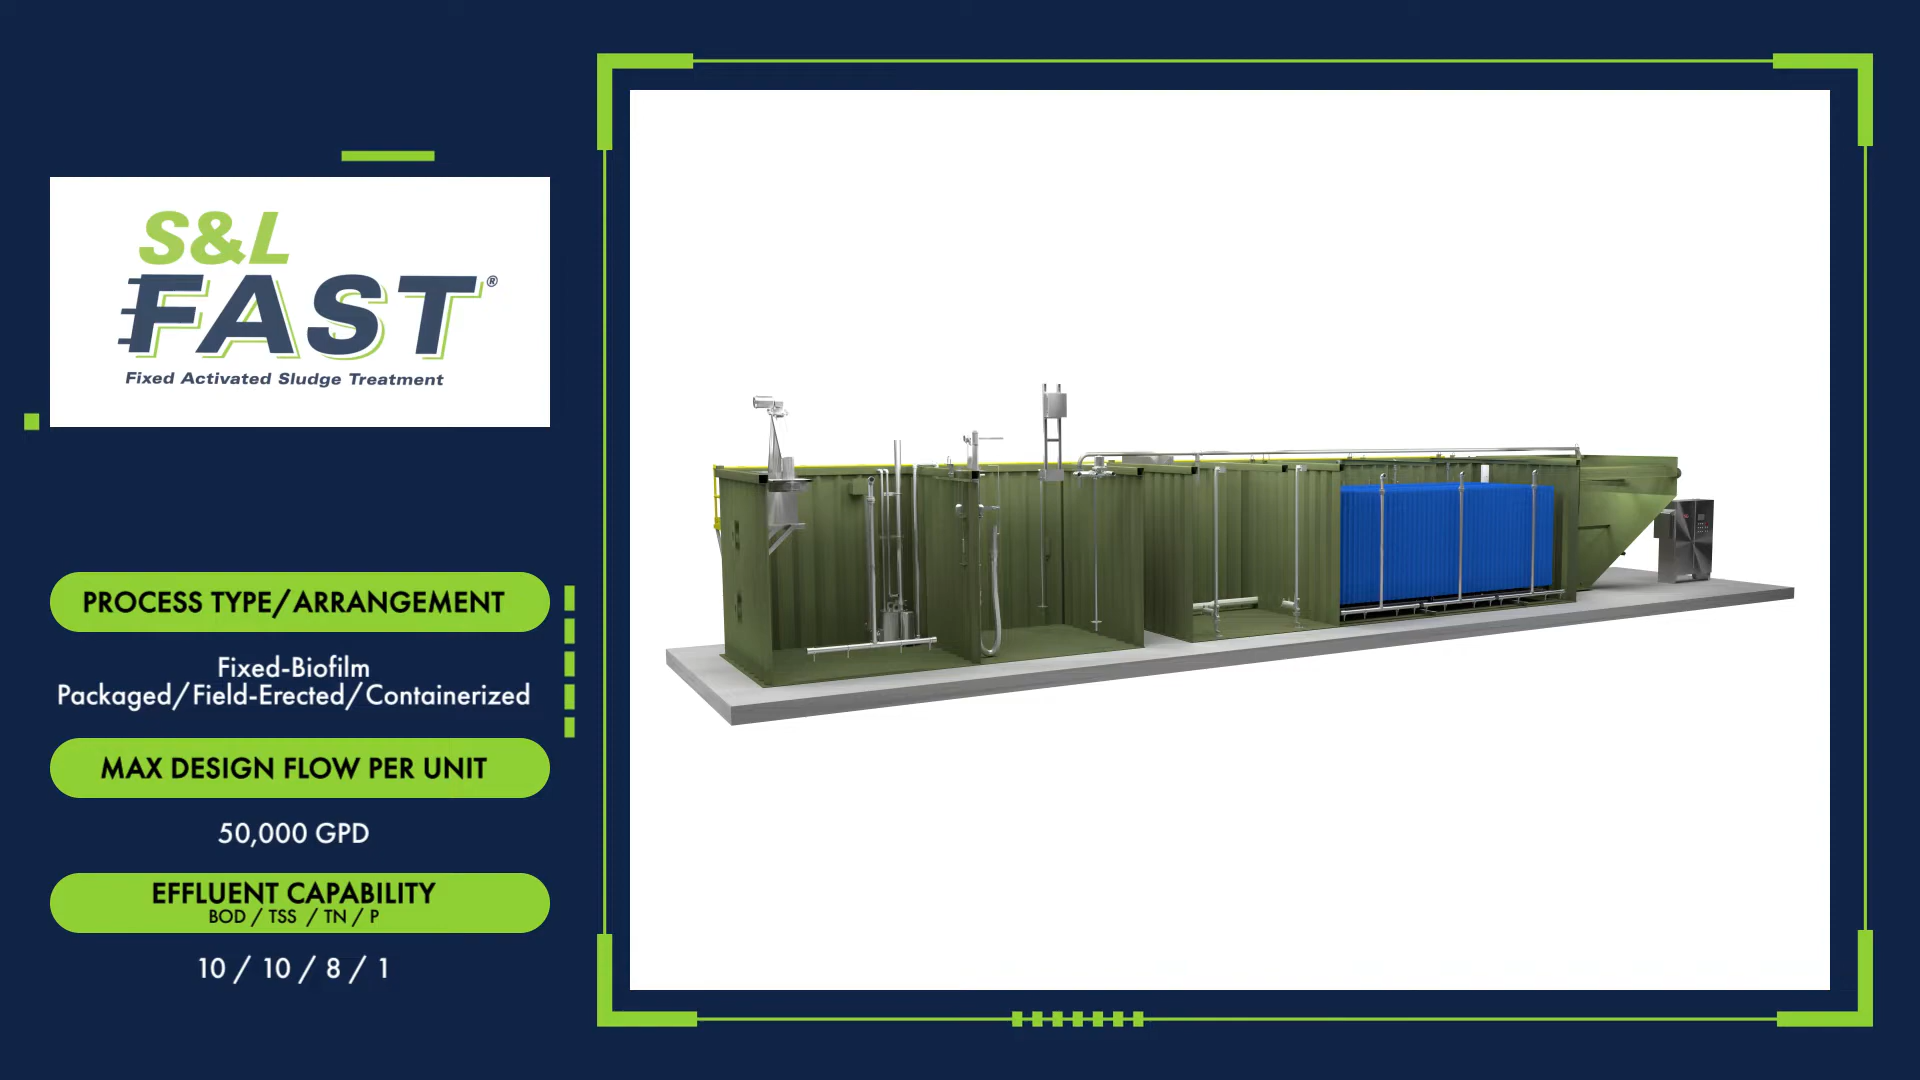 S&L
FAST®
Fixed Activated Sludge Treatment
PROCESS TYPE/ARRANGEMENT
Fixed-Biofilm
Packaged/Field-Erected/Containerized
MAX DESIGN FLOW PER UNIT
50,000 GPD
EFFLUENT CAPABILITY
BOD / TSS / TN / P
10 / 10 / 8 / 1